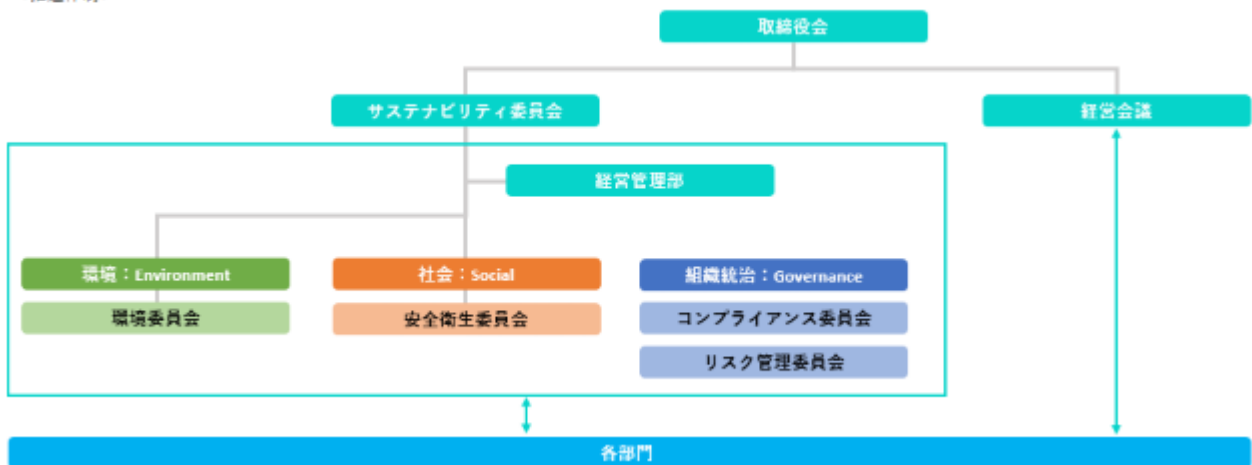 取締役会
サステナビリティ委員会
経営会議
経営管理部
環境：Environment
社会：Social
組織統治：Governance
環境委員会
安全衛生委員会
コンプライアンス委員会
リスク管理委員会
各部門